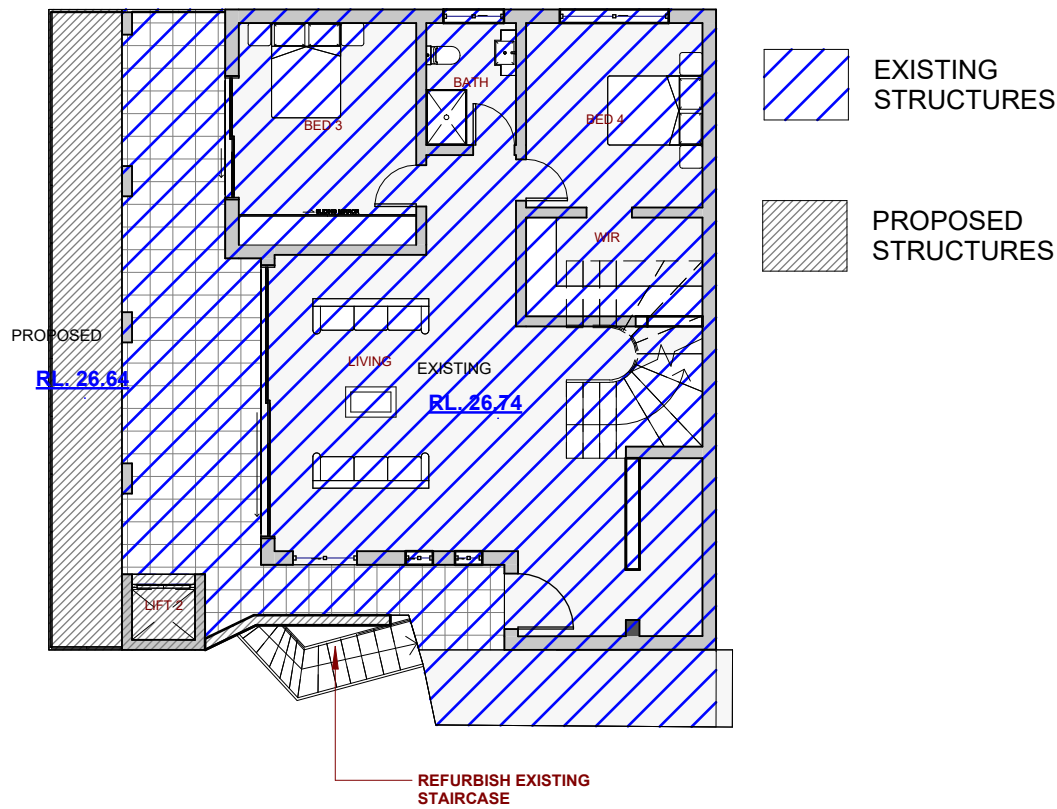 BATH
BED 3
BED 4
WIR
PROPOSED
RL. 26.64
LIVING
EXISTING
RL. 26.74
LIFT 2
REFURBISH EXISTING
STAIRCASE
EXISTING
STRUCTURES
PROPOSED
STRUCTURES